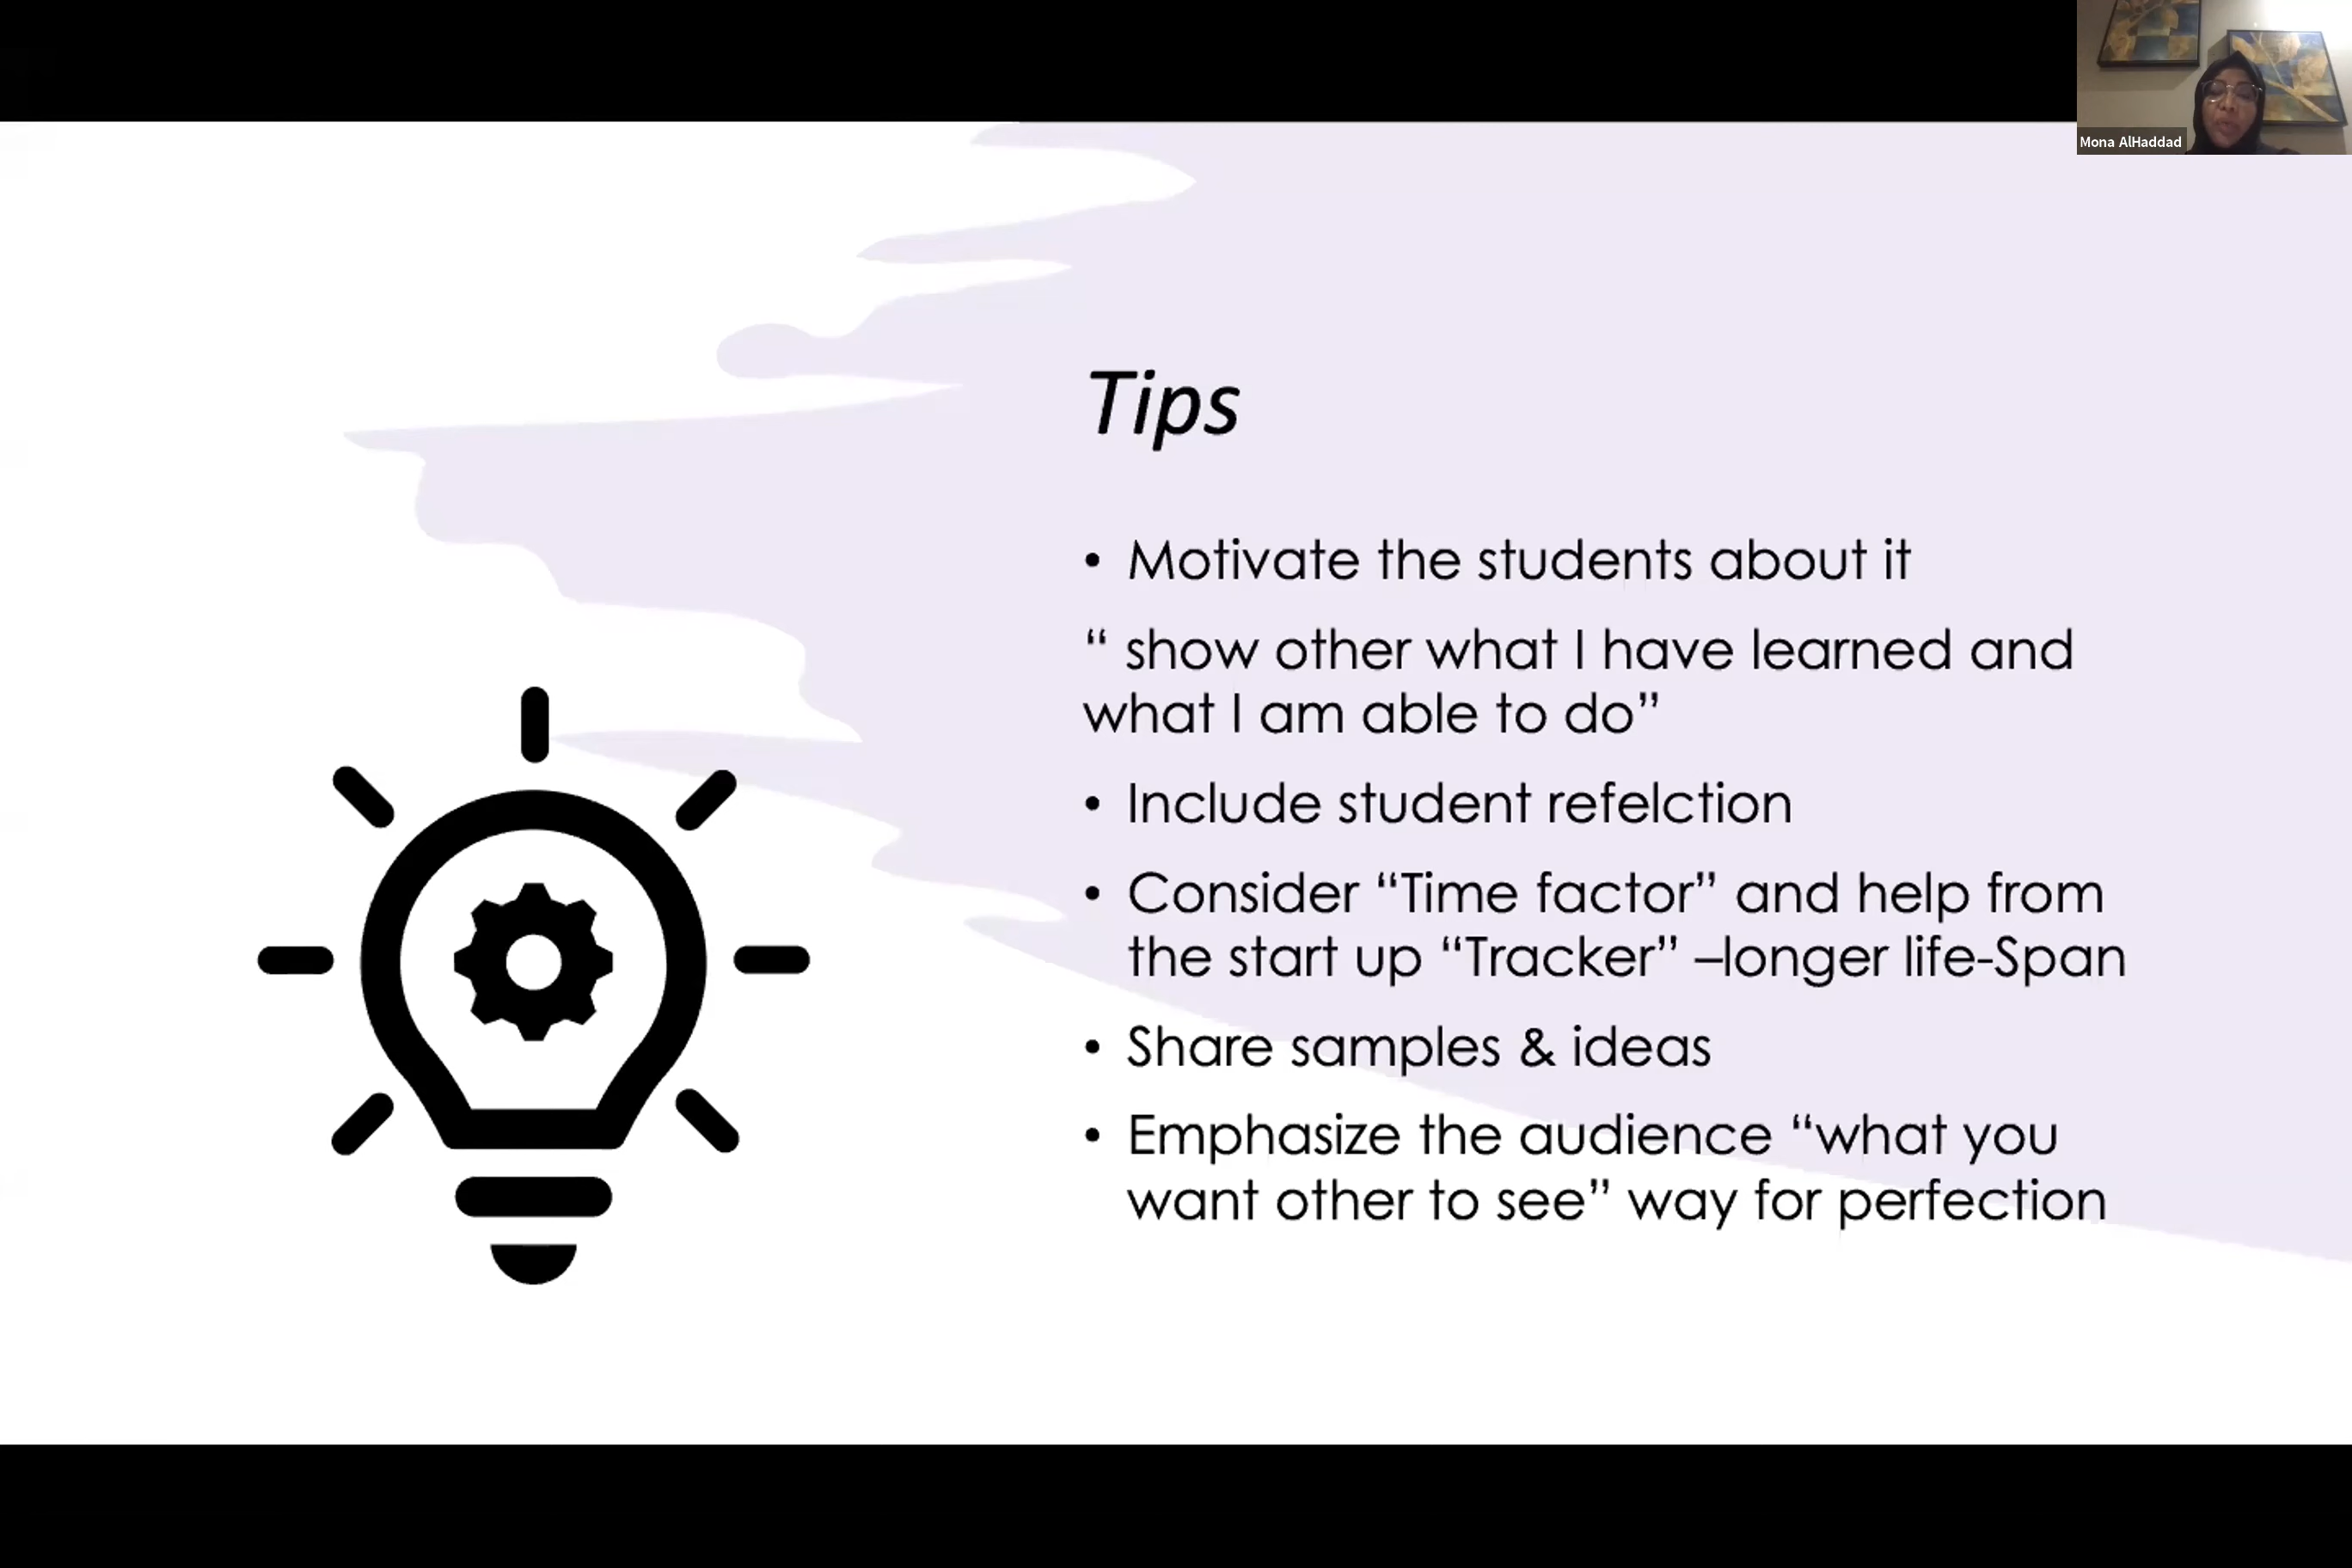 Mona AlHaddad
Tips
• Motivate the students about it
“ show other what I have learned and
what I am able to do”
• Include student refelction
• Consider “Time factor” and help from
the start up “Tracker” –longer life-Span
• Share samples & ideas
• Emphasize the audience “what you
want other to see” way for perfection